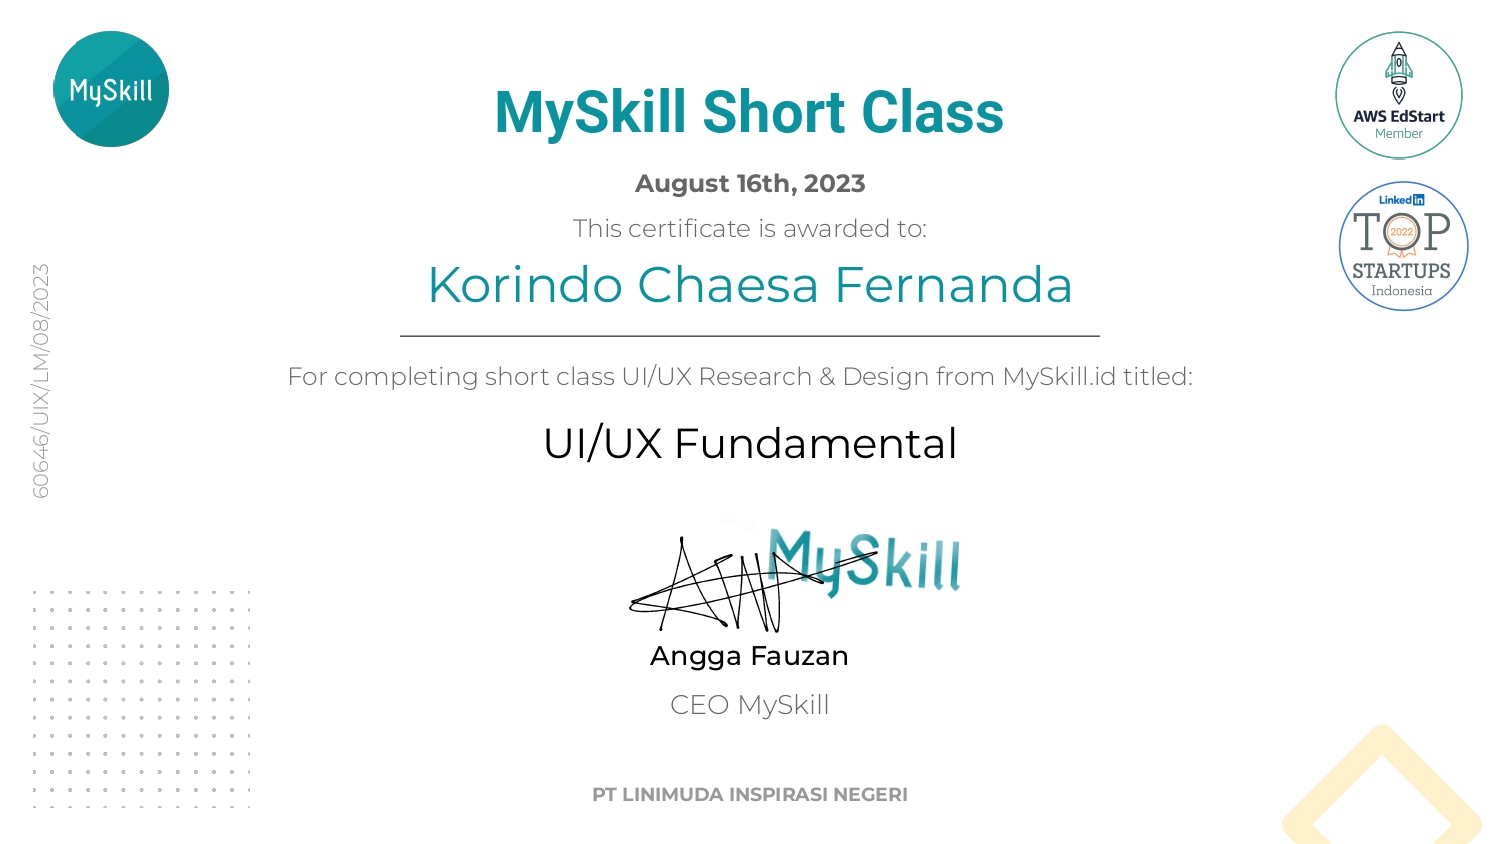 MySkill
MySkill Short Class
August 16th, 2023
This certificate is awarded to:
Korindo Chaesa Fernanda
For completing short class UI/UX Research & Design from MySkill.id titled:
UI/UX Fundamental
MySkill
Angga Fauzan
CEO MySkill
PT LINIMUDA INSPIRASI NEGERI
60646/UIX/LM/08/2023
AWS EdStart
Member
Linked in
TOP
2022
STARTUPS
Indonesia